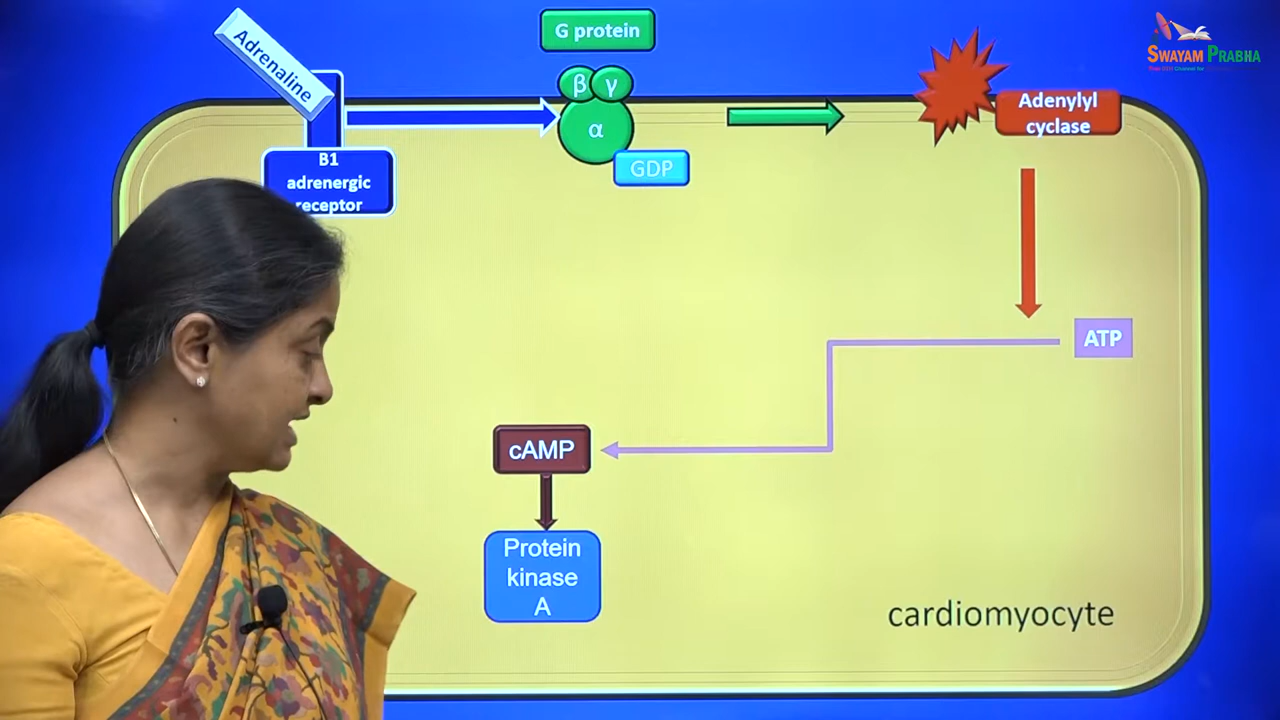 Adrenaline
G protein
SWAYAM PRABHA
β γ
α
GDP
Adenylyl
cyclase
B1
adrenergic
receptor
ATP
cAMP
Protein
kinase
A
cardiomyocyte